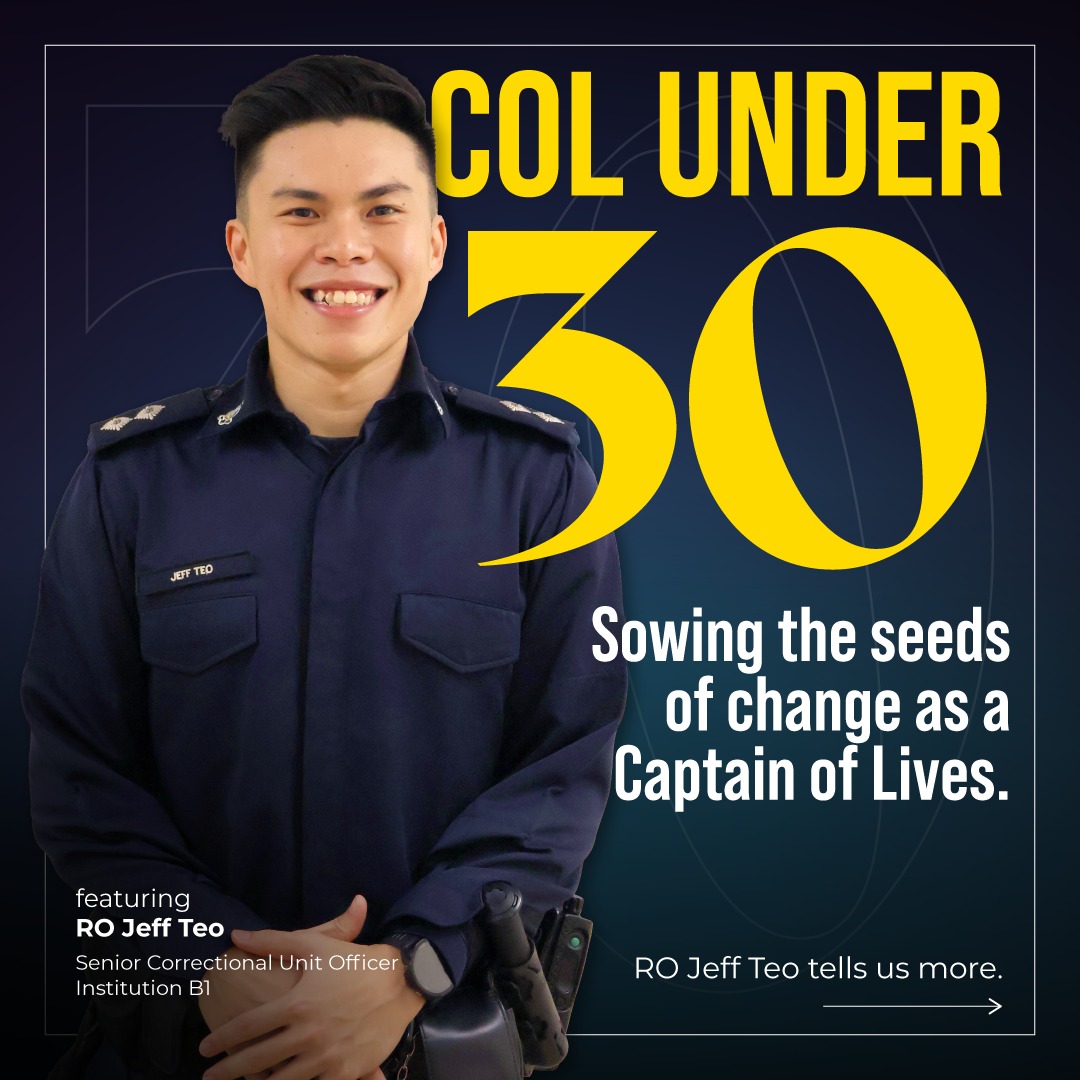 COL UNDER
30
Sowing the seeds
of change as a
Captain of Lives.
JEFF TEO
featuring
RO Jeff Teo
Senior Correctional Unit Officer
Institution B1
RO Jeff Teo tells us more.